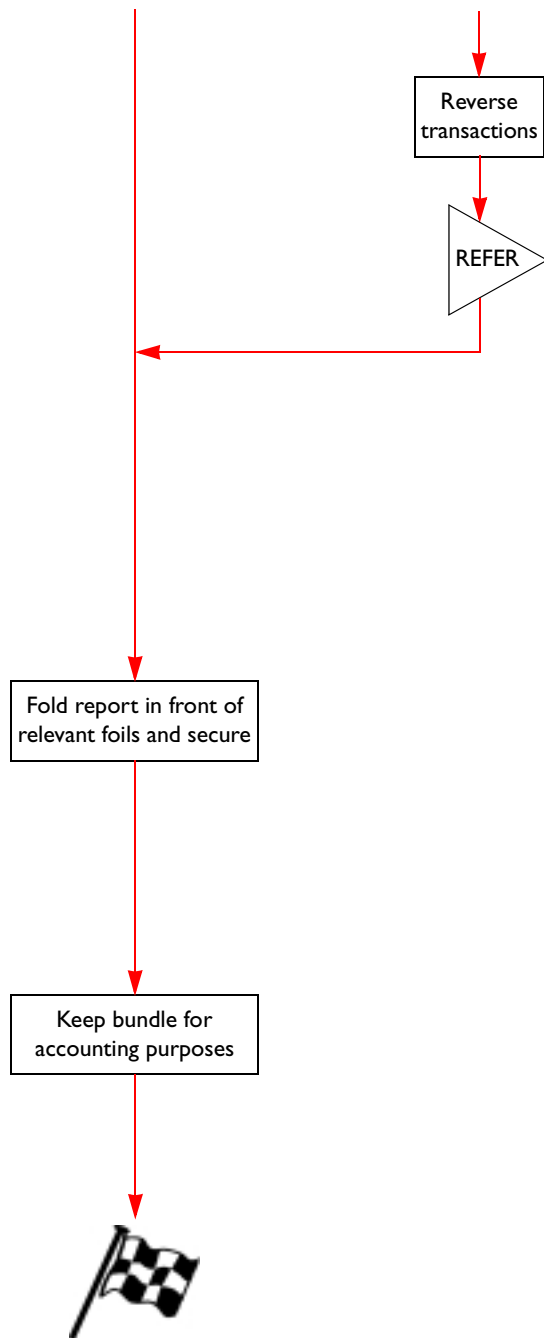 Reverse
transactions
REFER
Fold report in front of
relevant foils and secure
Keep bundle for
accounting purposes